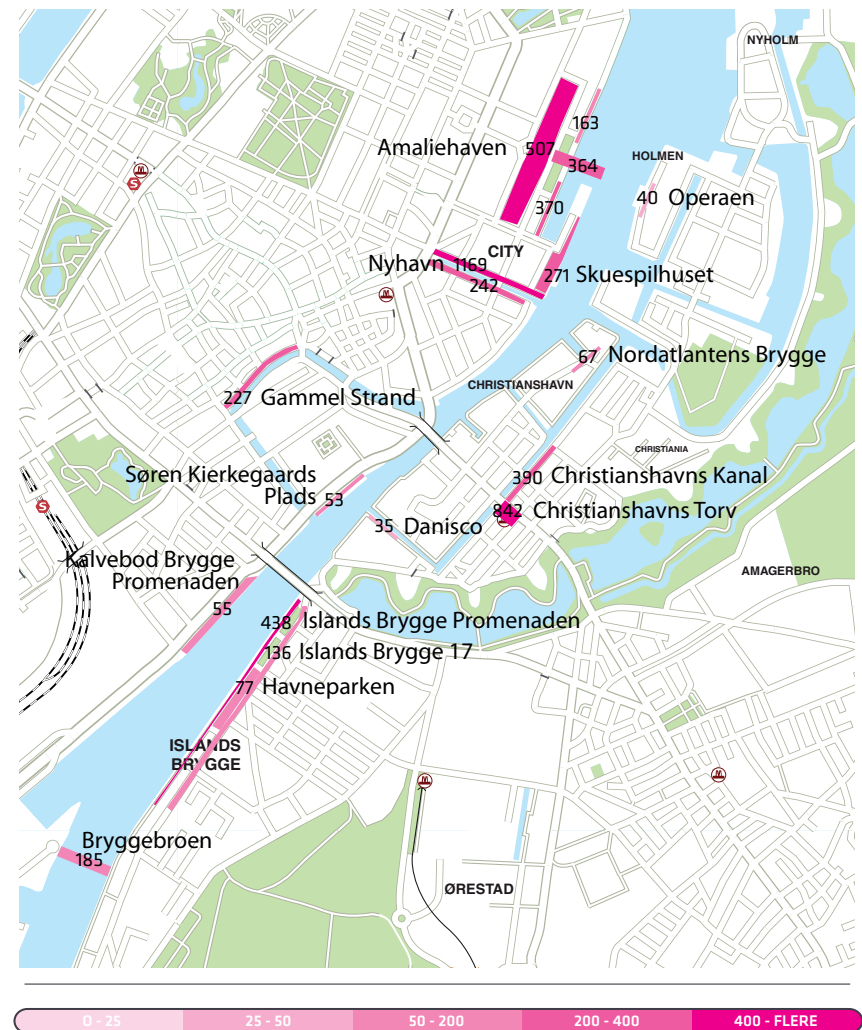 NYHOLM
163
Amaliehaven 507
364
HOLMEN
40 Operaen
370
CITY
Nyhavn 1169
271 Skuespilhuset
242
67 Nordatlantens Brygge
CHRISTIANSHAVN
227 Gammel Strand
CHRISTIANIA
Søren Kierkegaards
Plads 53
390 Christianshavns Kanal
842 Christianshavns Torv
35 Danisco
Kalvebod Brygge
Promenaden
55
AMAGERBRO
438 Islands Brygge Promenaden
136 Islands Brygge 17
77 Havneparken
ISLANDS
BRYGGE
Bryggebroen
185
ØRESTAD
M
S
M
S
M
M
M
0 - 25 25 - 50 50 - 200 200 - 400 400 - FLERE